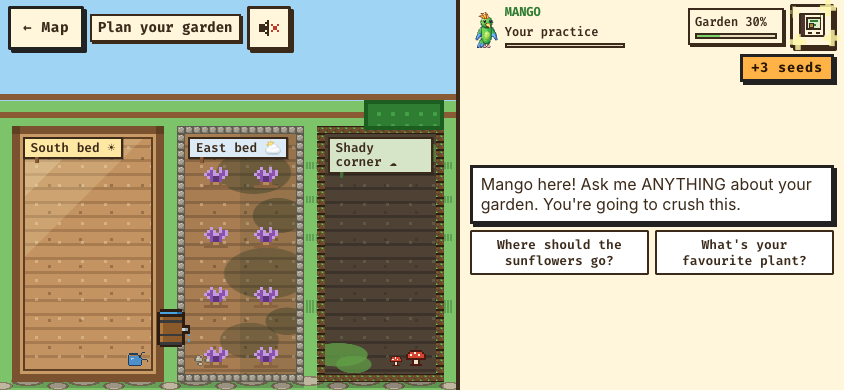 ← Map
Plan your garden
South bed ☀
East bed ⛅
Shady
corner ☁
MANGO
Your practice
Garden 30%
+3 seeds
Mango here! Ask me ANYTHING about your
garden. You're going to crush this.
Where should the
sunflowers go?
What's your
favourite plant?